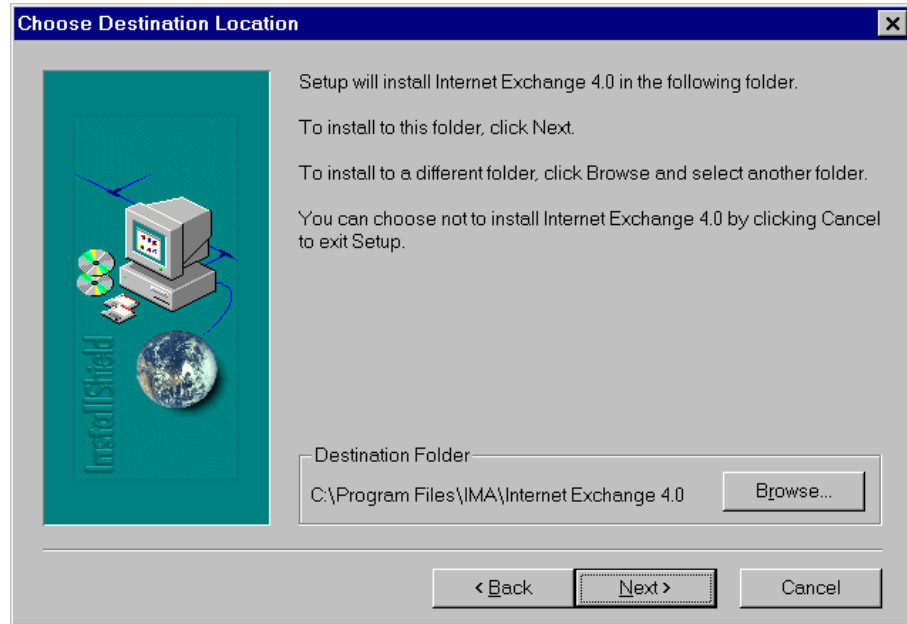 Choose Destination Location
Setup will install Internet Exchange 4.0 in the following folder.
To install to this folder, click Next.
To install to a different folder, click Browse and select another folder.
You can choose not to install Internet Exchange 4.0 by clicking Cancel
to exit Setup.
InstallShield
Destination Folder
C:\Program Files\IMA\Internet Exchange 4.0
Browse...
< Back
Next >
Cancel